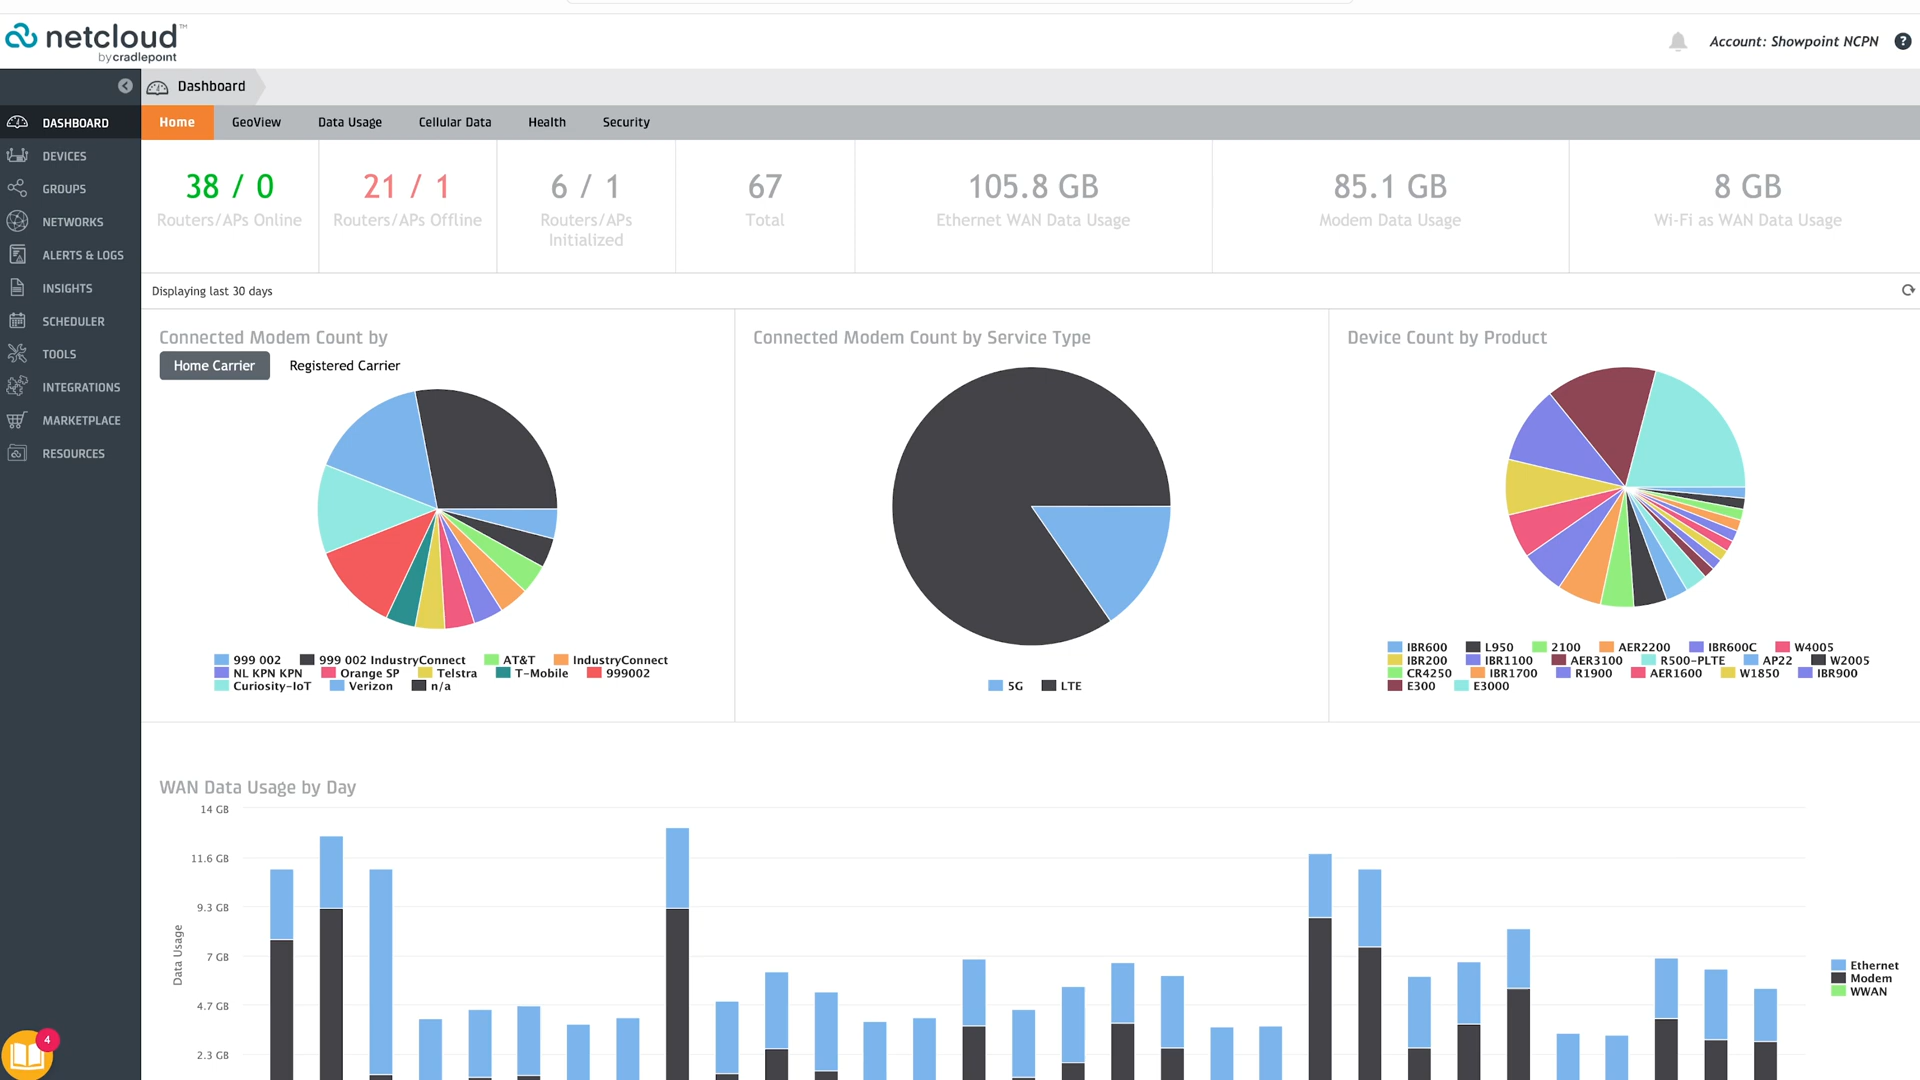 netcloud™
by cradlepoint
Account: Showpoint NCPN
?
Dashboard
DASHBOARD
DEVICES
GROUPS
NETWORKS
ALERTS & LOGS
INSIGHTS
SCHEDULER
TOOLS
INTEGRATIONS
MARKETPLACE
RESOURCES
4
Home GeoView Data Usage Cellular Data Health Security
38 / 0
Routers/APs Online
21 / 1
Routers/APs Offline
6 / 1
Routers/APs
Initialized
67
Total
105.8 GB
Ethernet WAN Data Usage
85.1 GB
Modem Data Usage
8 GB
Wi-Fi as WAN Data Usage
Displaying last 30 days
Connected Modem Count by
Home Carrier Registered Carrier
999 002 999 002 IndustryConnect AT&T IndustryConnect
NL KPN KPN Orange SP Telstra T-Mobile 999002
Curiosity-IoT Verizon n/a
Connected Modem Count by Service Type
5G LTE
Device Count by Product
IBR600 L950 2100 AER2200 IBR600C W4005
IBR200 IBR1100 AER3100 R500-PLTE AP22 W2005
CR4250 IBR1700 R1900 AER1600 W1850 IBR900
E300 E3000
WAN Data Usage by Day
14 GB
11.6 GB
9.3 GB
7 GB
4.7 GB
2.3 GB
Data Usage
Ethernet
Modem
WWAN